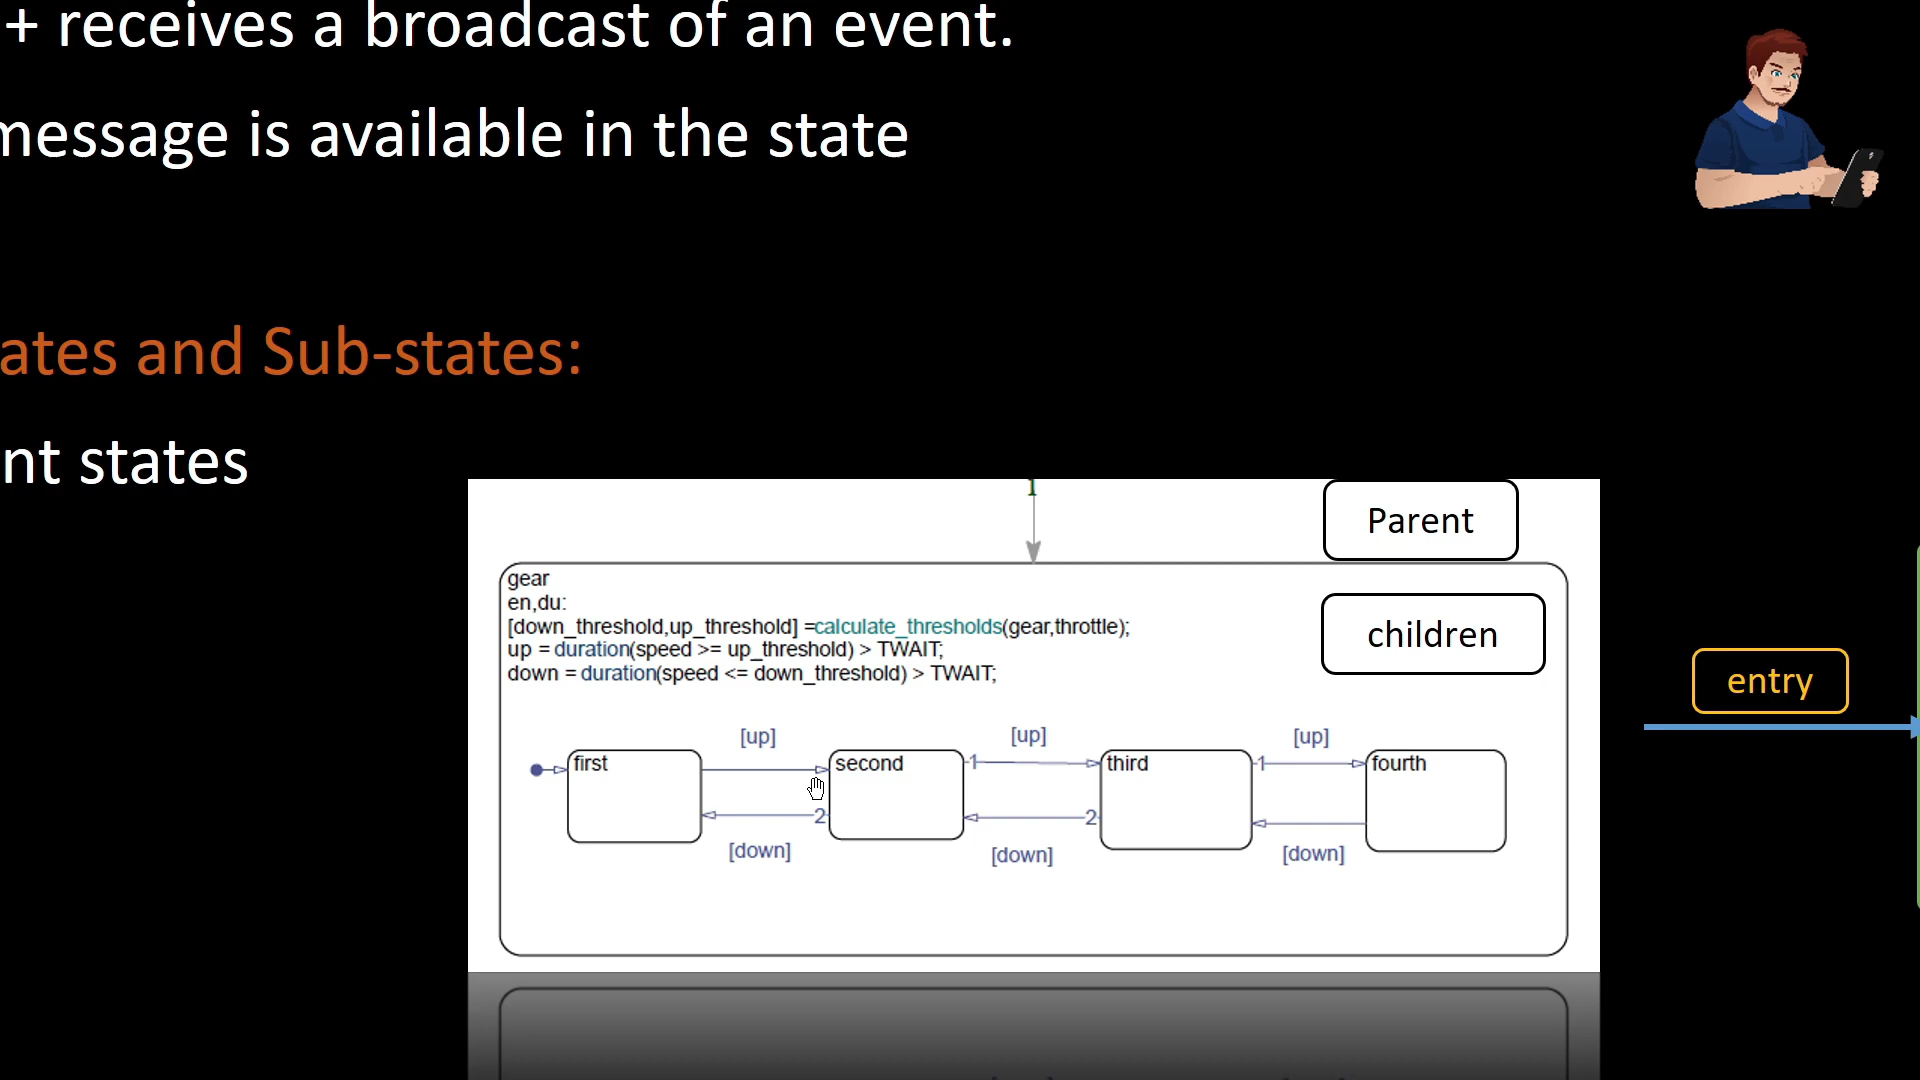 + receives a broadcast of an event.
message is available in the state
ates and Sub-states:
nt states
1
Parent
gear
en,du:
[down_threshold,up_threshold] =calculate_thresholds(gear,throttle);
up = duration(speed >= up_threshold) > TWAIT;
down = duration(speed <= down_threshold) > TWAIT;
children
entry
[up] [up] [up]
first second 1 third 1 fourth
2 2
[down] [down] [down]